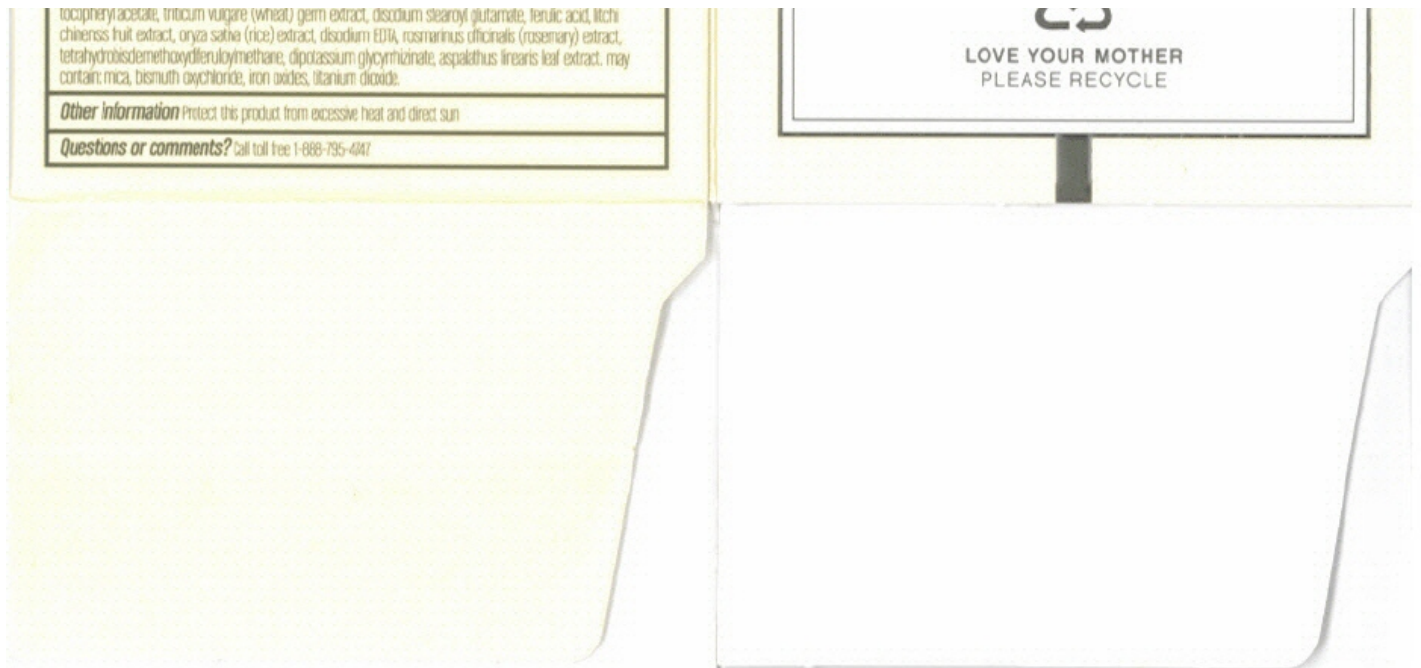 tocopheryl acetate, triticum vulgare (wheat) germ extract, disodium stearoyl glutamate, ferulic acid, litchi
chinenss fruit extract, oryza sativa (rice) extract, disodium EDTA, rosmarinus officinalis (rosemary) extract,
tetrahydrobisdemethoxydiferuloylmethane, dipotassium glycyrrhizinate, aspalathus linearis leaf extract. may
contain: mica, bismuth oxychloride, iron oxides, titanium dioxide.
Other information Protect this product from excessive heat and direct sun
Questions or comments? Call toll free 1-888-795-4747
LOVE YOUR MOTHER
PLEASE RECYCLE